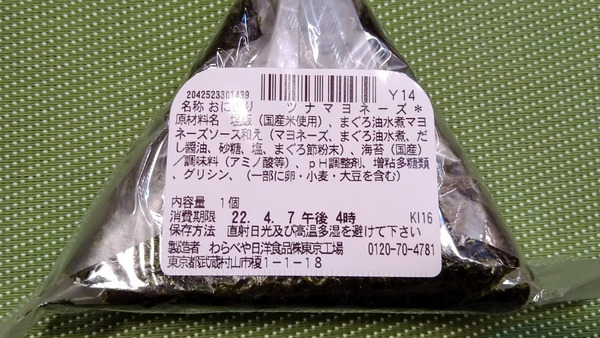 2042523301439
Y14
名称 おにぎり ツナマヨネーズ*
原材料名 塩飯（国産米使用）、まぐろ油水煮マヨ
ネーズソース和え（マヨネーズ、まぐろ油水煮、だ
し醤油、砂糖、塩、まぐろ節粉末）、海苔（国産）
／調味料（アミノ酸等）、pH調整剤、増粘多糖類
、グリシン、（一部に卵・小麦・大豆を含む）
内容量 1個
消費期限 22. 4. 7 午後 4時 KI16
保存方法 直射日光及び高温多湿を避けて下さい
製造者 わらべや日洋食品㈱東京工場 0120-70-4781
東京都武蔵村山市榎1-1-18